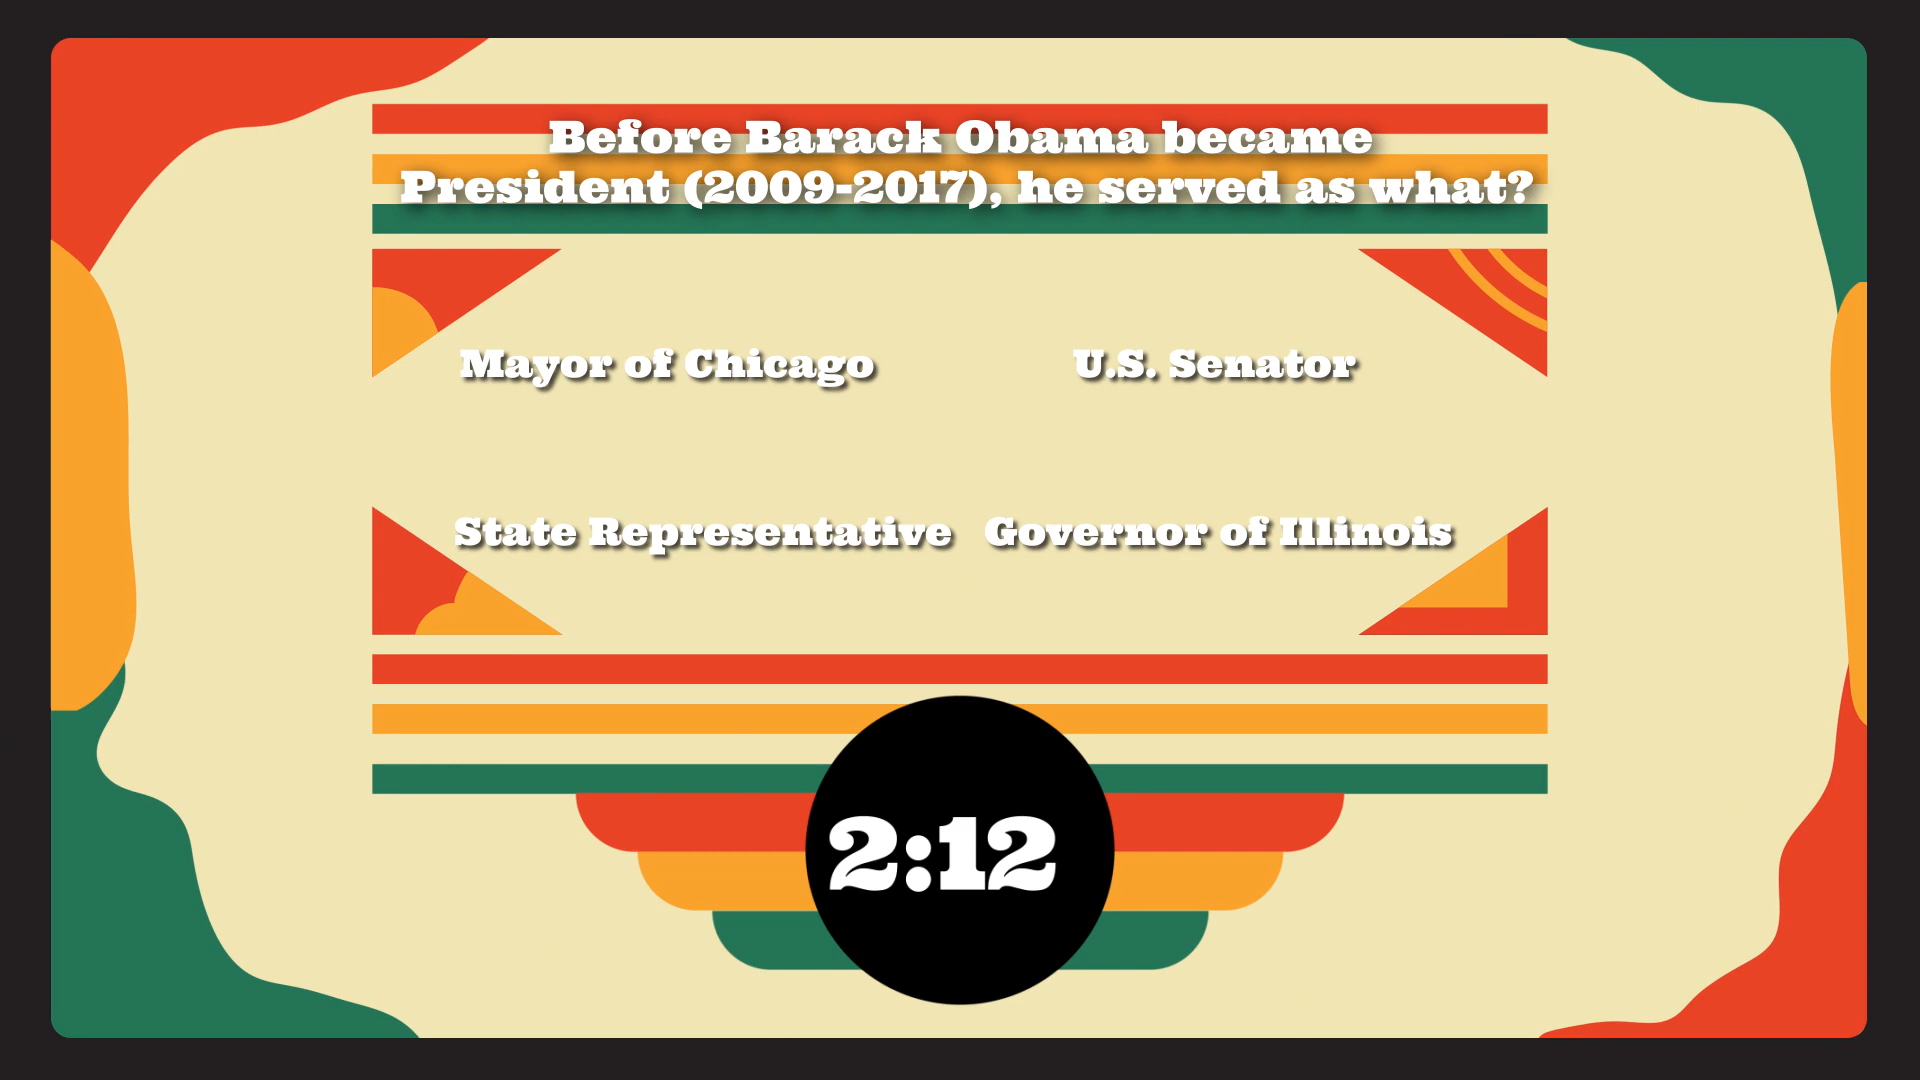 Before Barack Obama became
President (2009-2017), he served as what?
Mayor of Chicago
U.S. Senator
State Representative
Governor of Illinois
2:12